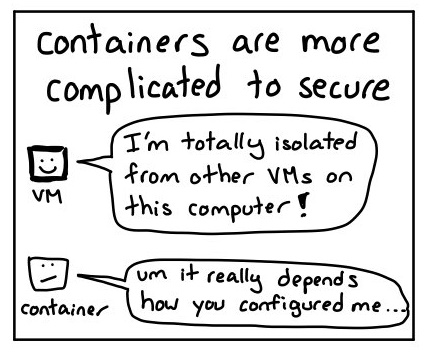 containers are more
complicated to secure
I'm totally isolated
from other VMs on
this computer!
VM
um it really depends
how you configured me...
container